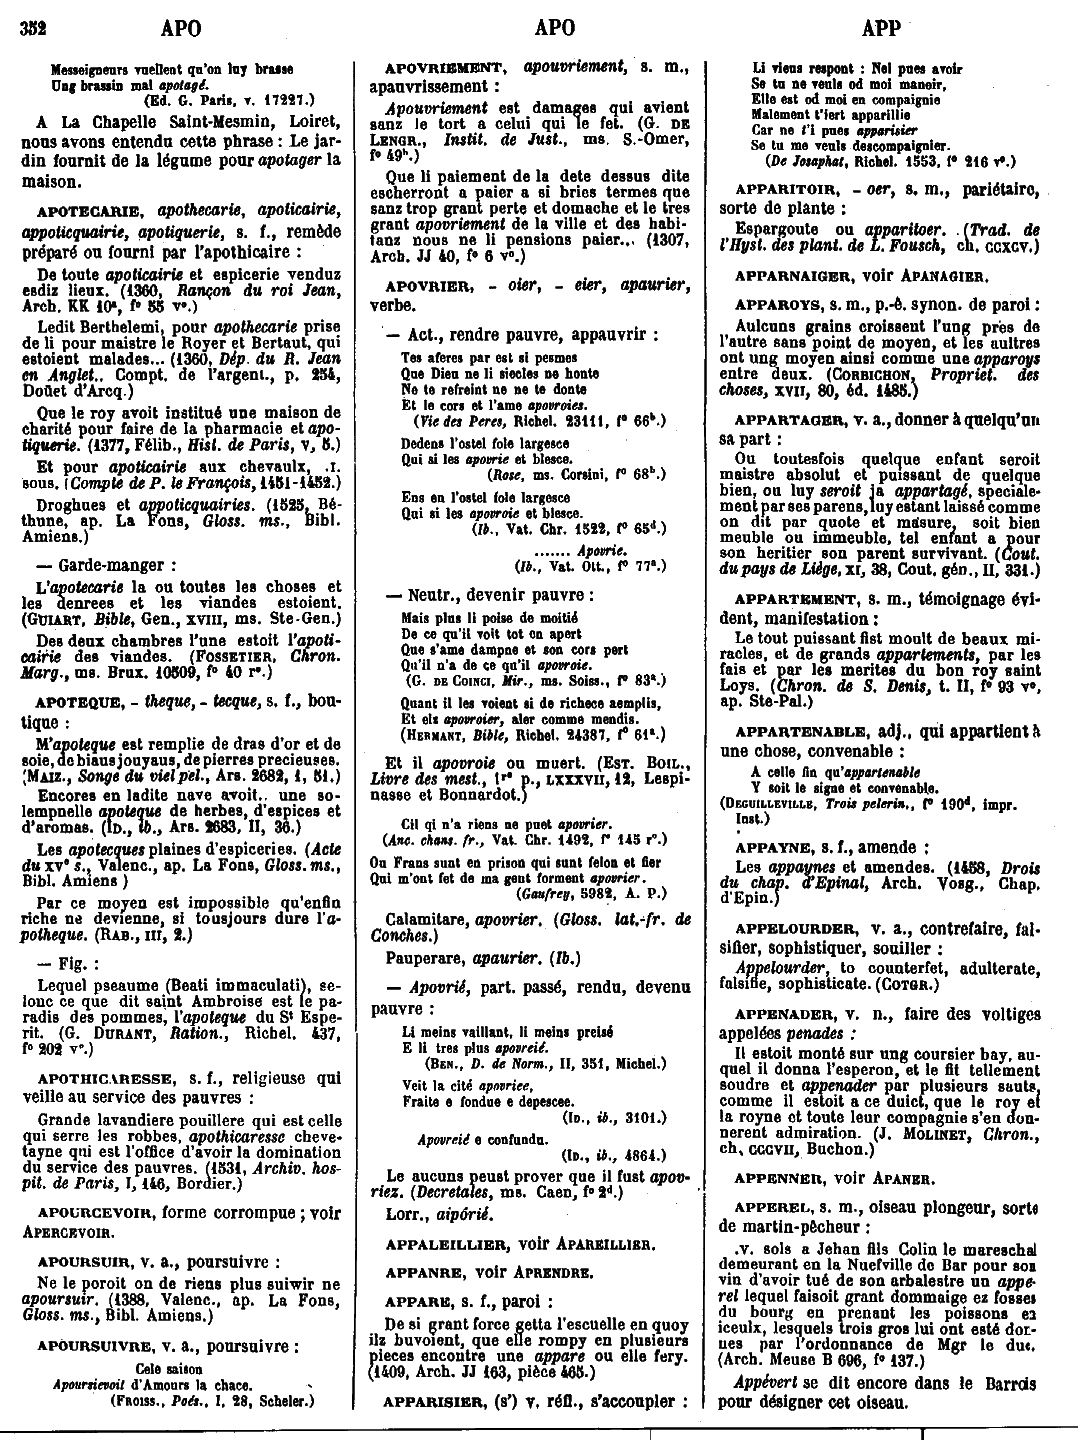 352
APO
APO
APP
Messeigneurs vuellent qu'on luy brasse
Ung brassin mal apotagé.
(Ed. G. Paris, v. 17227.)
A La Chapelle Saint-Mesmin, Loiret,
nous avons entendu cette phrase : Le jar-
din fournit de la légume pour apotager la
maison.
APOTECARIE, apothecarie, apoticairie,
appoticquairie, apotiquerie, s. f., remède
préparé ou fourni par l'apothicaire :
De toute apoticairie et espicerie venduz
esdiz lieux. (1360, Rançon du roi Jean,
Arch. KK 10ª, fº 55 vº.)
Ledit Berthelemi, pour apothecarie prise
de li pour maistre le Royer et Bertaut, qui
estoient malades... (1360, Dép. du R. Jean
en Anglet., Compt. de l'argent., p. 254,
Douët d'Arcq.)
Que le roy avoit institué une maison de
charité pour faire de la pharmacie et apo-
tiquerie. (1377, Félib., Hist. de Paris, v, 5.)
Et pour apoticairie aux chevaulx, .I.
sous. (Compte de P. le François, 1451-1452.)
Droghues et appoticquairies. (1525, Bé-
thune, ap. La Fons, Gloss. ms., Bibl.
Amiens.)
— Garde-manger :
L'apotecarie la ou toutes les choses et
les denrees et les viandes estoient.
(GUIART, Bible, Gen., XVIII, ms. Ste-Gen.)
Des deux chambres l'une estoit l'apoti-
cairie des viandes. (FOSSETIER, Chron.
Marg., ms. Brux. 10509, fº 40 rº.)
APOTEQUE, - theque, - tecque, s. f., bou-
tique :
M'apoteque est remplie de dras d'or et de
soie, de biaus jouyaus, de pierres precieuses.
(MAIZ., Songe du viel pel., Ars. 2682, I, 51.)
Encores en ladite nave avoit.. une so-
lempnelle apoteque de herbes, d'espices et
d'aromas. (ID., ib., Ars. 2683, II, 36.)
Les apotecques plaines d'espiceries. (Acte
du XVᵉ s., Valenc., ap. La Fons, Gloss. ms.,
Bibl. Amiens )
Par ce moyen est impossible qu'enfin
riche ne devienne, si tousjours dure l'a-
potheque. (RAB., III, 2.)
— Fig. :
Lequel pseaume (Beati immaculati), se-
lonc ce que dit saint Ambroise est le pa-
radis des pommes, l'apoteque du Sᵗ Espe-
rit. (G. DURANT, Ration., Richel. 437,
fº 202 vº.)
APOTHICARESSE, s. f., religieuse qui
veille au service des pauvres :
Grande lavandiere pouillere qui est celle
qui serre les robbes, apothicaresse cheve-
tayne qui est l'office d'avoir la domination
du service des pauvres. (1531, Archiv. hos-
pit. de Paris, I, 146, Bordier.)
APOURCEVOIR, forme corrompue ; voir
APERCEVOIR.
APOURSUIR, v. a., poursuivre :
Ne le poroit on de riens plus suiwir ne
apoursuir. (1388, Valenc., ap. La Fons,
Gloss. ms., Bibl. Amiens.)
APOURSUIVRE, v. a., poursuivre :
Cele saison
Apoursievoit d'Amours la chace.
(FROISS., Poés., I, 28, Scheler.)
APOVRIEMENT, apouvriement, s. m.,
apauvrissement :
Apouvriement est damages qui avient
sanz le tort a celui qui le fet. (G. DE
LENGR., Instit. de Just., ms. S.-Omer,
fº 49ᵇ.)
Que li paiement de la dete dessus dite
escherront a paier a si bries termes que
sanz trop grant perte et domache et le tres
grant apovriement de la ville et des habi-
tanz nous ne li pensions paier... (1307,
Arch. JJ 40, fº 6 vº.)
APOVRIER, - oier, - eier, apaurier,
verbe.
— Act., rendre pauvre, appauvrir :
Tes aferes par est si pesmes
Que Dieu ne li siecles ne honte
Ne te refreint ne ne te donte
Et le cors et l'ame apovroies.
(Vie des Peres, Richel. 23111, fº 66ᵇ.)
Dedens l'ostel fole largesce
Qui si les apovrie et blesce.
(Rose, ms. Corsini, fº 68ᵇ.)
Ens en l'ostel fole largesce
Qui si les apovroie et blesce.
(Ib., Vat. Chr. 1522, fº 65ᵈ.)
....... Apovrie.
(Ib., Vat. Ott., fº 77ª.)
— Neutr., devenir pauvre :
Mais plus li poise de moitié
De ce qu'il voit tot en apert
Que s'ame dampne et son cors pert
Qu'il n'a de ce qu'il apovroie.
(G. DE COINCI, Mir., ms. Soiss., fº 83ª.)
Quant il les voient si de richece aemplis,
Et els apovroier, aler comme mendis.
(HERMANT, Bible, Richel. 24387, fº 61ª.)
Et il apovroie ou muert. (EST. BOIL.,
Livre des mest., 1ʳᵉ p., LXXXVII, 12, Lespi-
nasse et Bonnardot.)
Cil qi n'a riens ne puet apovrier.
(Anc. chans. fr., Vat. Chr. 1492, fº 145 rº.)
Ou Frans sunt en prison qui sunt felon et fier
Qui m'ont fet de ma gent forment apovrier.
(Gaufrey, 5982, A. P.)
Calamitare, apovrier. (Gloss. lat.-fr. de
Conches.)
Pauperare, apaurier. (Ib.)
— Apovrié, part. passé, rendu, devenu
pauvre :
Li meins vaillant, li meins preisé
E li tres plus apovreié.
(BEN., D. de Norm., II, 351, Michel.)
Veit la cité apovriee,
Fraite e fondue e depescee.
(ID., ib., 3101.)
Apovreié e confundu.
(ID., ib., 4864.)
Le aucuns peust prover que il fust apov-
riez. (Decretales, ms. Caen, fº 2ᵈ.)
Lorr., aipórié.
APPALEILLIER, voir APAREILLIER.
APPANRE, voir APRENDRE.
APPARE, s. f., paroi :
De si grant force getta l'escuelle en quoy
ilz buvoient, que elle rompy en plusieurs
pieces encontre une appare ou elle fery.
(1409, Arch. JJ 163, pièce 465.)
APPARISIER, (s') v. réfl., s'accoupler :
Li viens respont : Nel pues avoir
Se tu ne veuls od moi manoir,
Elle est od moi en compaignie
Malement t'iert apparillie
Car ne t'i pues apparisier
Se tu me veuls descompaignier.
(De Josaphat, Richel. 1553, fº 216 vº.)
APPARITOIR, - oer, s. m., pariétaire,
sorte de plante :
Espargoute ou apparitoer. (Trad. de
l'Hyst. des plant. de L. Fousch, ch. CCXCV.)
APPARNAIGER, voir APANAGIER.
APPAROYS, s. m., p.-ê. synon. de paroi :
Aulcuns grains croissent l'ung près de
l'autre sans point de moyen, et les aultres
ont ung moyen ainsi comme une apparoys
entre deux. (CORBICHON, Propriet. des
choses, XVII, 80, éd. 1485.)
APPARTAGER, v. a., donner à quelqu'un
sa part :
Ou toutesfois quelque enfant seroit
maistre absolut et puissant de quelque
bien, ou luy seroit ja appartagé, speciale-
ment par ses parens, luy estant laissé comme
on dit par quote et mesure, soit bien
meuble ou immeuble, tel enfant a pour
son heritier son parent survivant. (Cout.
du pays de Liége, XI, 38, Cout. gén., II, 331.)
APPARTEMENT, s. m., témoignage évi-
dent, manifestation :
Le tout puissant fist moult de beaux mi-
racles, et de grands appartements, par les
fais et par les merites du bon roy saint
Loys. (Chron. de S. Denis, t. II, fº 93 vº,
ap. Ste-Pal.)
APPARTENABLE, adj., qui appartient à
une chose, convenable :
A celle fin qu'appartenable
Y soit le signe et convenable.
(DEGUILLEVILLE, Trois pelerin., fº 190ᵈ, impr.
Inst.)
APPAYNE, s. f., amende :
Les appaynes et amendes. (1458, Drois
du chap. d'Epinal, Arch. Vosg., Chap.
d'Epin.)
APPELOURDER, v. a., contrefaire, fal-
sifier, sophistiquer, souiller :
Appelourder, to counterfet, adulterate,
falsifie, sophisticate. (COTGR.)
APPENADER, v. n., faire des voltiges
appelées penades :
Il estoit monté sur ung coursier bay, au-
quel il donna l'esperon, et le fit tellement
soudre et appenader par plusieurs sauts,
comme il estoit a ce duict, que le roy et
la royne et toute leur compagnie s'en don-
nerent admiration. (J. MOLINET, Chron.,
ch. CCCVII, Buchon.)
APPENNER, voir APANER.
APPEREL, s. m., oiseau plongeur, sorte
de martin-pêcheur :
.v. sols a Jehan fils Colin le mareschal
demeurant en la Nuefville de Bar pour son
vin d'avoir tué de son arbalestre un appe-
rel lequel faisoit grant dommaige ez fosses
du bourg en prenant les poissons ez
iceulx, lesquels trois gros lui ont esté don-
nes par l'ordonnance de Mgr le duc.
(Arch. Meuse B 696, fº 137.)
Appévert se dit encore dans le Barrois
pour désigner cet oiseau.